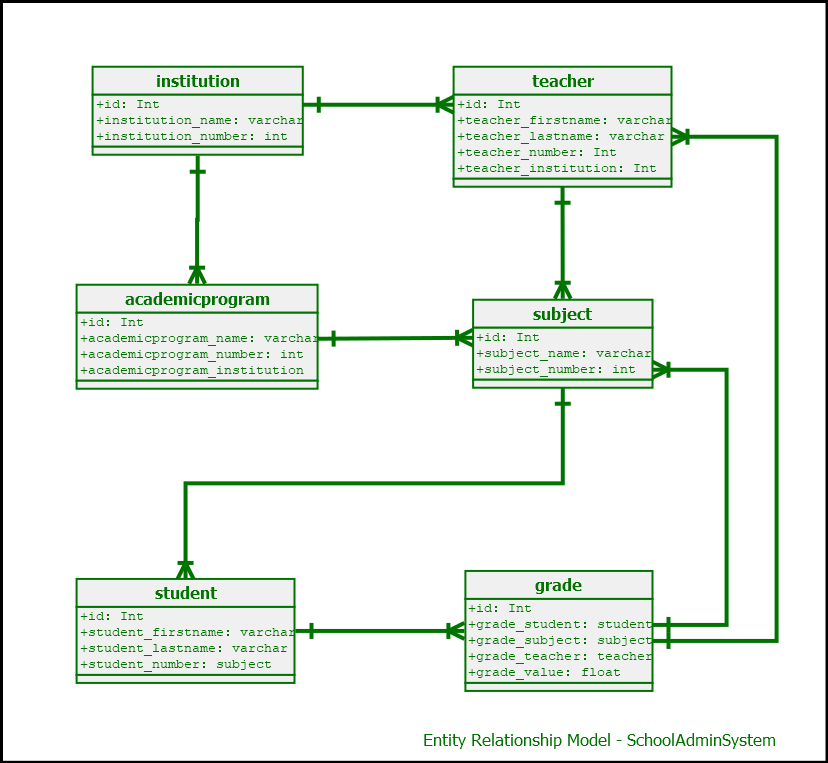 institution
+id: Int
+institution_name: varchar
+institution_number: int
teacher
+id: Int
+teacher_firstname: varchar
+teacher_lastname: varchar
+teacher_number: Int
+teacher_institution: Int
academicprogram
+id: Int
+academicprogram_name: varchar
+academicprogram_number: int
+academicprogram_institution
subject
+id: Int
+subject_name: varchar
+subject_number: int
student
+id: Int
+student_firstname: varchar
+student_lastname: varchar
+student_number: subject
grade
+id: Int
+grade_student: student
+grade_subject: subject
+grade_teacher: teacher
+grade_value: float
Entity Relationship Model - SchoolAdminSystem